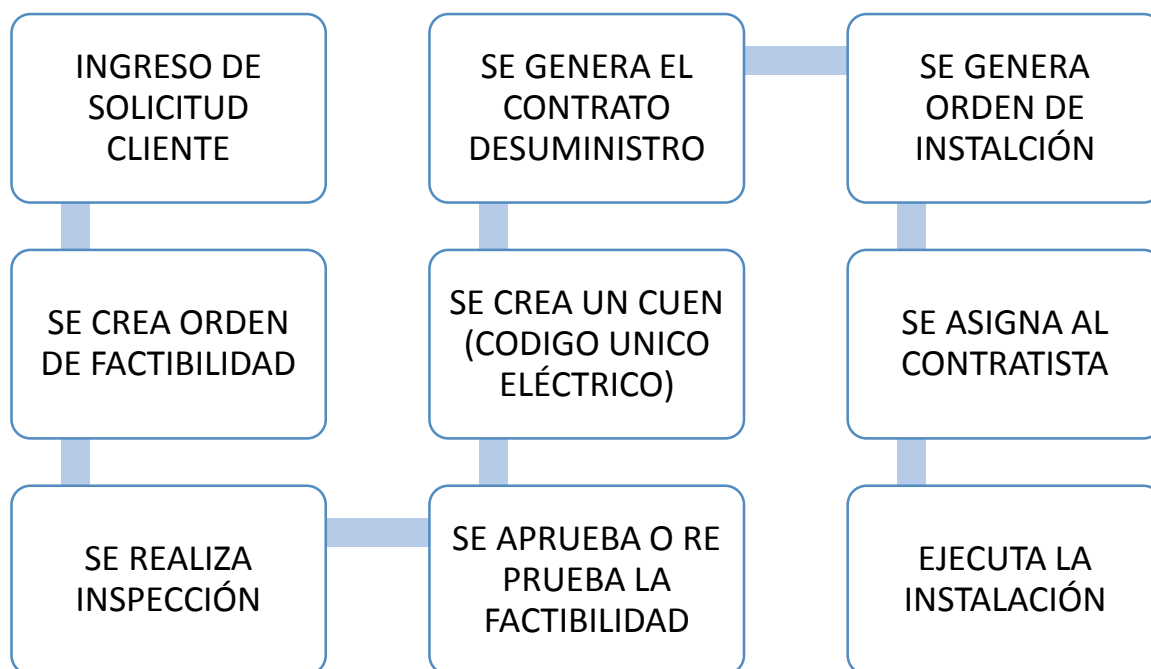 INGRESO DE
SOLICITUD
CLIENTE
SE CREA ORDEN
DE FACTIBILIDAD
SE REALIZA
INSPECCIÓN
SE APRUEBA O RE
PRUEBA LA
FACTIBILIDAD
SE CREA UN CUEN
(CODIGO UNICO
ELÉCTRICO)
SE GENERA EL
CONTRATO
DESUMINISTRO
SE GENERA
ORDEN DE
INSTALCIÓN
SE ASIGNA AL
CONTRATISTA
EJECUTA LA
INSTALACIÓN